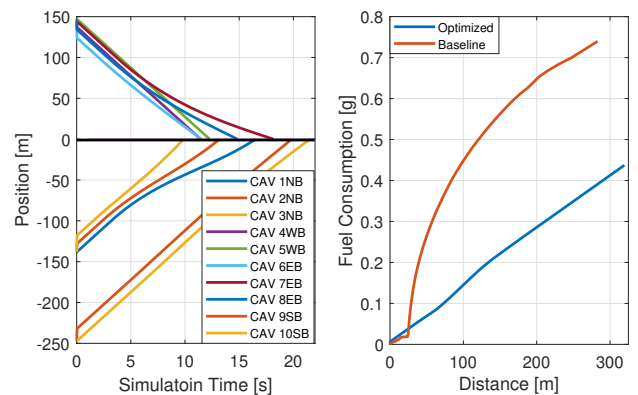 150
100
50
0
-50
-100
-150
-200
-250
Position [m]
0
5
10
15
20
Simulatoin Time [s]
CAV 1NB
CAV 2NB
CAV 3NB
CAV 4WB
CAV 5WB
CAV 6EB
CAV 7EB
CAV 8EB
CAV 9SB
CAV 10SB
0.8
0.7
0.6
0.5
0.4
0.3
0.2
0.1
0
Fuel Consumption [g]
0
100
200
300
Distance [m]
Optimized
Baseline